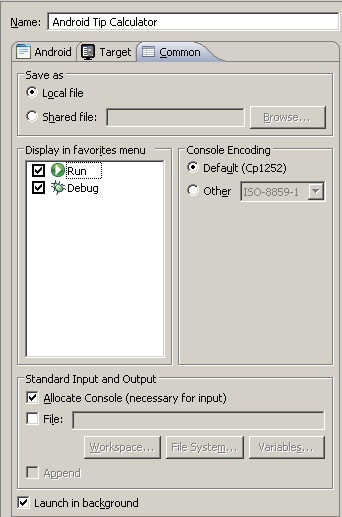 Name: Android Tip Calculator
Android Target Common
Save as
Local file
Shared file: Browse...
Display in favorites menu
Run
Debug
Console Encoding
Default (Cp1252)
Other ISO-8859-1
Standard Input and Output
Allocate Console (necessary for input)
File:
Workspace... File System... Variables...
Append
Launch in background